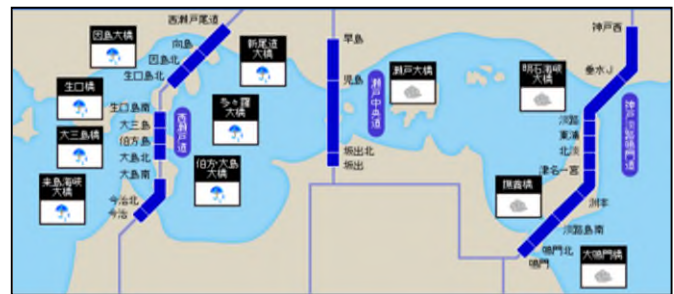 西瀬戸尾道
向島
因島北
生口島北
生口島南
大三島
伯方島
大島北
大島南
今治北
今治
因島大橋
生口橋
大三島橋
来島海峡
大橋
新尾道
大橋
多々羅
大橋
伯方・大島
大橋
西瀬戸道
早島
児島
坂出北
坂出
瀬戸中央道
瀬戸大橋
神戸西
垂水J
淡路
東浦
北淡
津名一宮
洲本
淡路島南
鳴門北
鳴門
明石海峡
大橋
撫養橋
大鳴門橋
神戸淡路鳴門道